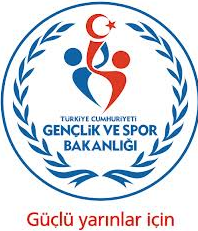 TÜRKİYE CUMHURİYETİ
GENÇLİK VE SPOR
BAKANLIĞI
Güçlü yarınlar için